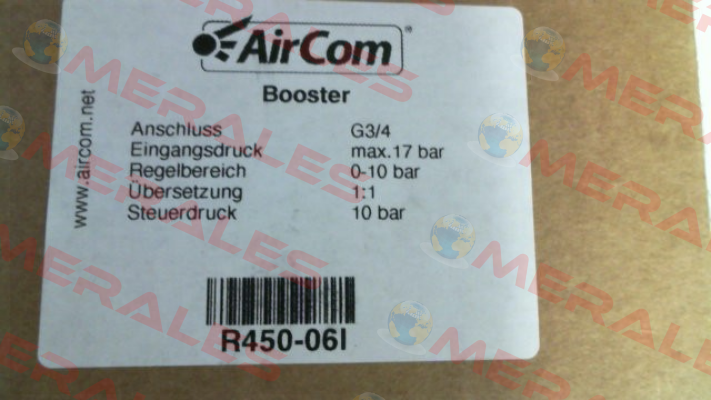 AirCom®
Booster
www.aircom.net
Anschluss G3/4
Eingangsdruck max.17 bar
Regelbereich 0-10 bar
Übersetzung 1:1
Steuerdruck 10 bar
R450-06I
MERALES
MERALES
MERALES
MERALES